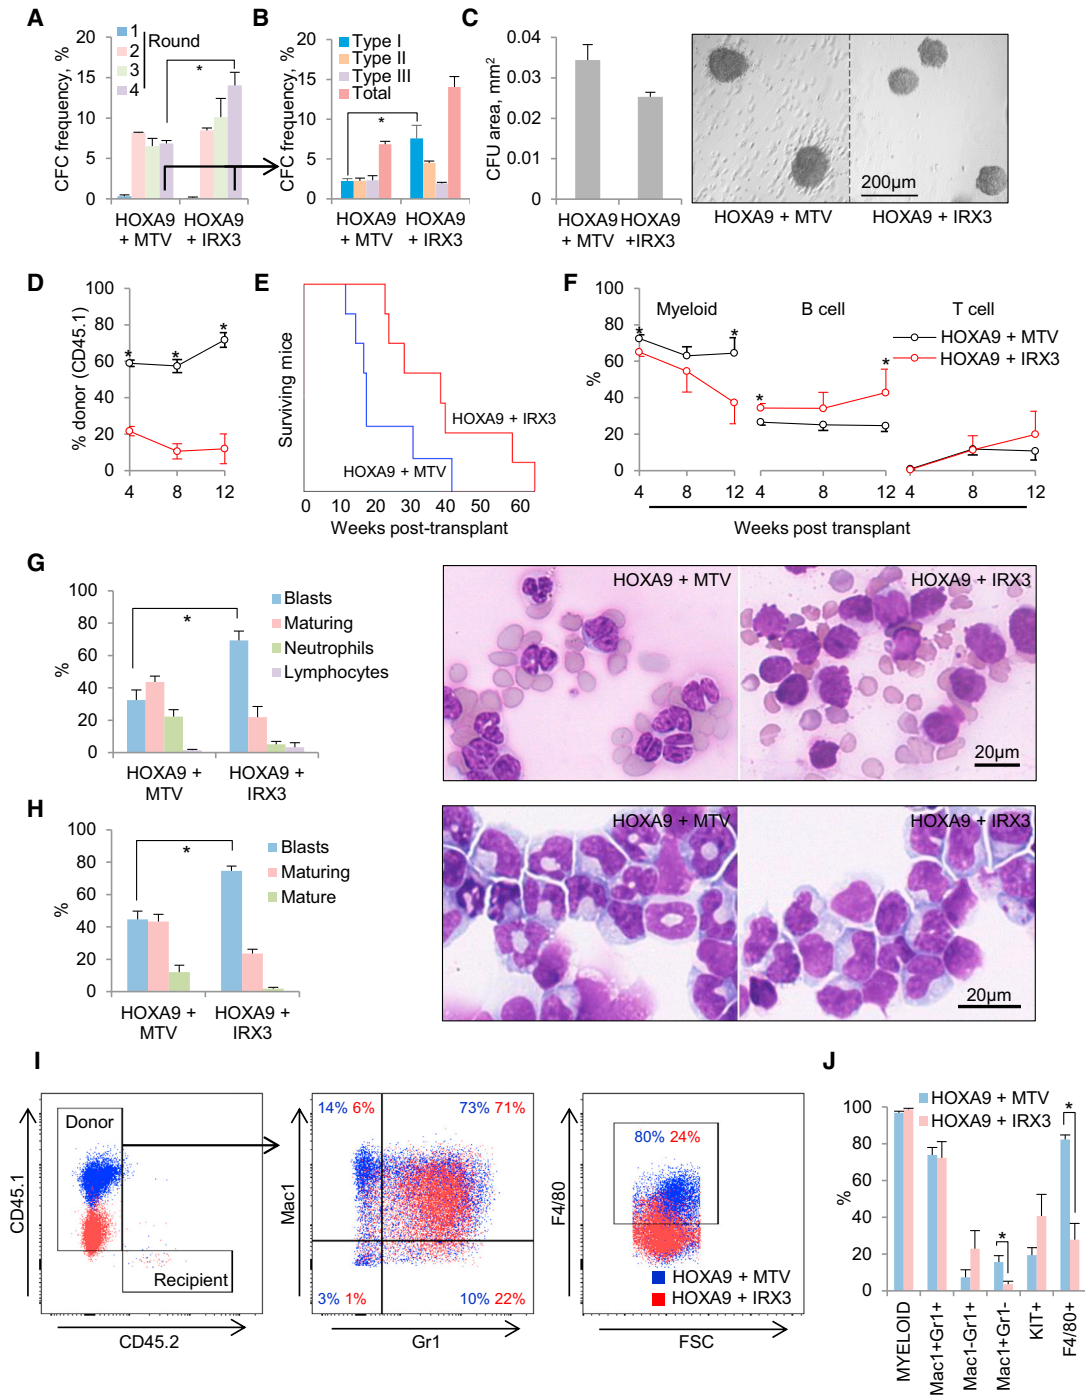 A
CFC frequency, %
20
15
10
5
0
1
2
3
4
Round
*
HOXA9
+ MTV
HOXA9
+ IRX3
B
CFC frequency, %
20
15
10
5
0
Type I
Type II
Type III
Total
*
HOXA9
+ MTV
HOXA9
+ IRX3
C
CFU area, mm2
0.04
0.03
0.02
0.01
0
HOXA9
+ MTV
HOXA9
+IRX3
200µm
HOXA9 + MTV
HOXA9 + IRX3
D
% donor (CD45.1)
100
80
60
40
20
0
* * *
4 8 12
E
Surviving mice
HOXA9 + IRX3
HOXA9 + MTV
0 10 20 30 40 50 60
Weeks post-transplant
F
%
100
80
60
40
20
0
Myeloid
B cell
T cell
HOXA9 + MTV
HOXA9 + IRX3
* * * *
4 8 12 4 8 12 4 8 12
Weeks post transplant
G
%
100
80
60
40
20
0
*
Blasts
Maturing
Neutrophils
Lymphocytes
HOXA9 +
MTV
HOXA9 +
IRX3
HOXA9 + MTV
HOXA9 + IRX3
20µm
H
%
100
80
60
40
20
0
*
Blasts
Maturing
Mature
HOXA9 +
MTV
HOXA9 +
IRX3
HOXA9 + MTV
HOXA9 + IRX3
20µm
I
CD45.1
Donor
Recipient
CD45.2
Mac1
14% 6%
73% 71%
3% 1%
10% 22%
Gr1
F4/80
80% 24%
HOXA9 + MTV
HOXA9 + IRX3
FSC
J
%
100
80
60
40
20
0
HOXA9 + MTV
HOXA9 + IRX3
*
*
MYELOID
Mac1+Gr1+
Mac1-Gr1+
Mac1+Gr1-
KIT+
F4/80+